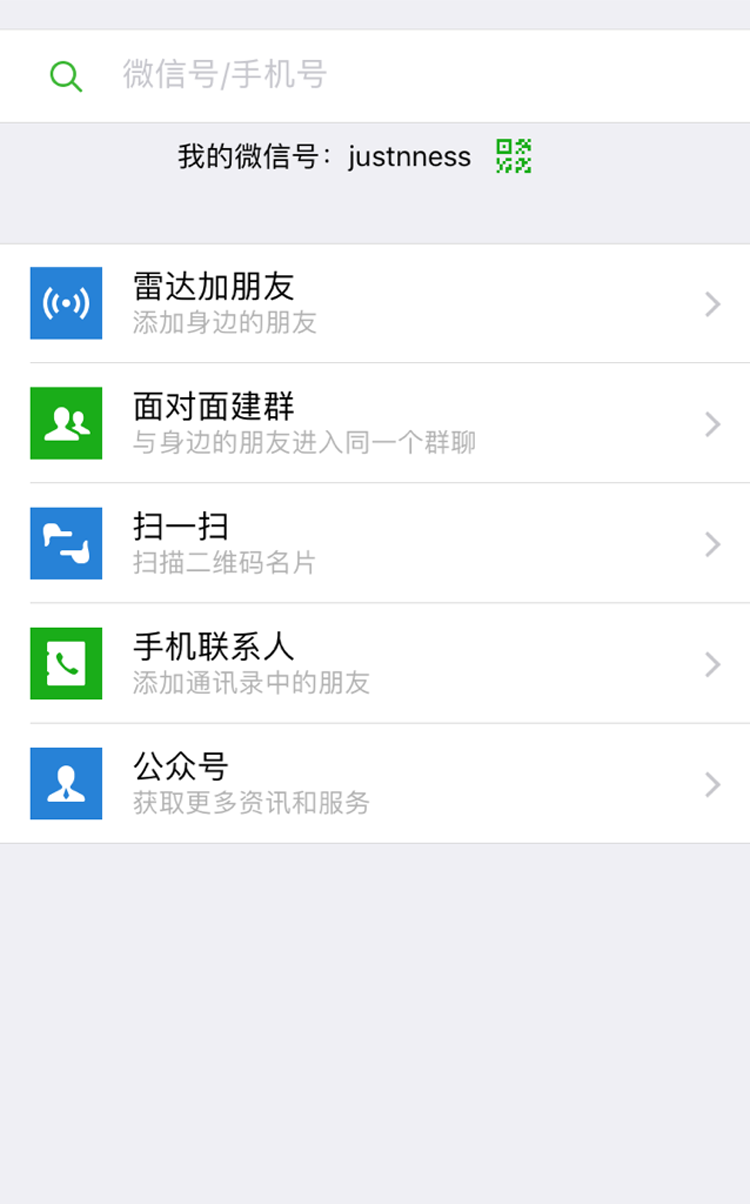 微信号/手机号
我的微信号：justnness
雷达加朋友
添加身边的朋友
面对面建群
与身边的朋友进入同一个群聊
扫一扫
扫描二维码名片
手机联系人
添加通讯录中的朋友
公众号
获取更多资讯和服务